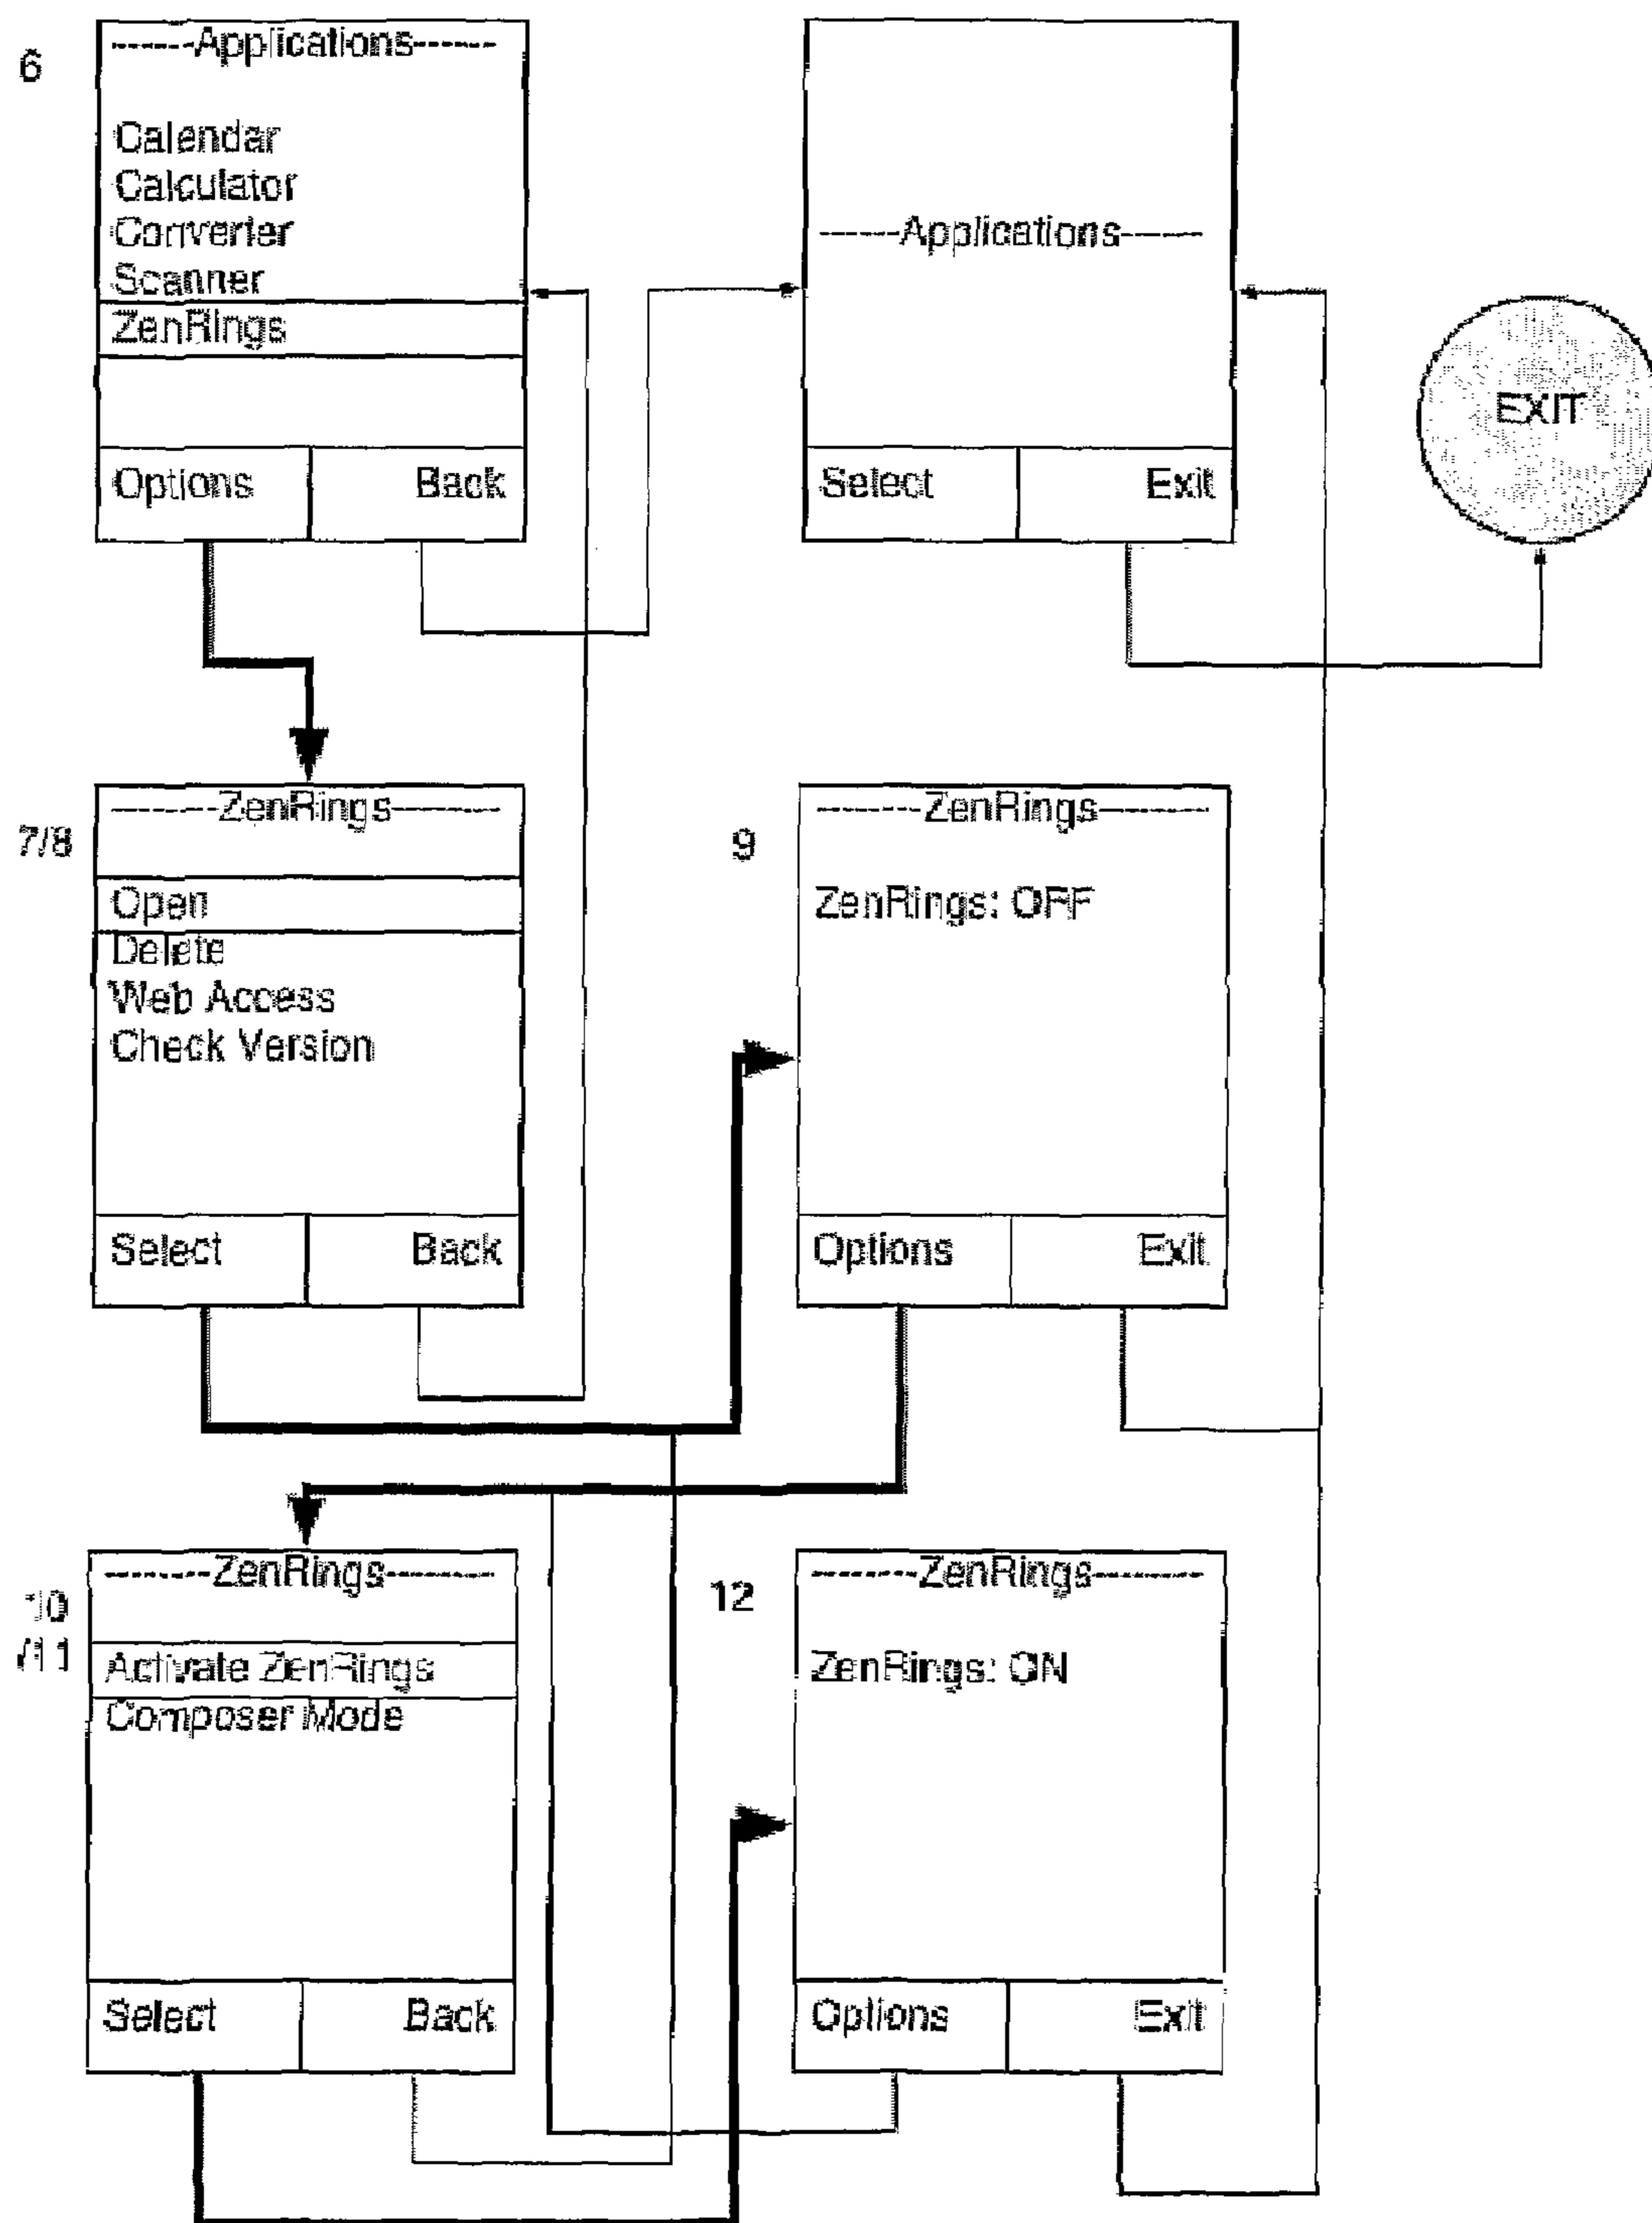 6
------Applications------
Calendar
Calculator
Converter
Scanner
ZenRings
Options Back
------Applications------
Select Exit
EXIT
7/8
-------ZenRings-------
Open
Delete
Web Access
Check Version
Select Back
9
-------ZenRings-------
ZenRings: OFF
Options Exit
10
/11
-------ZenRings-------
Activate ZenRings
Composer Mode
Select Back
12
-------ZenRings-------
ZenRings: ON
Options Exit